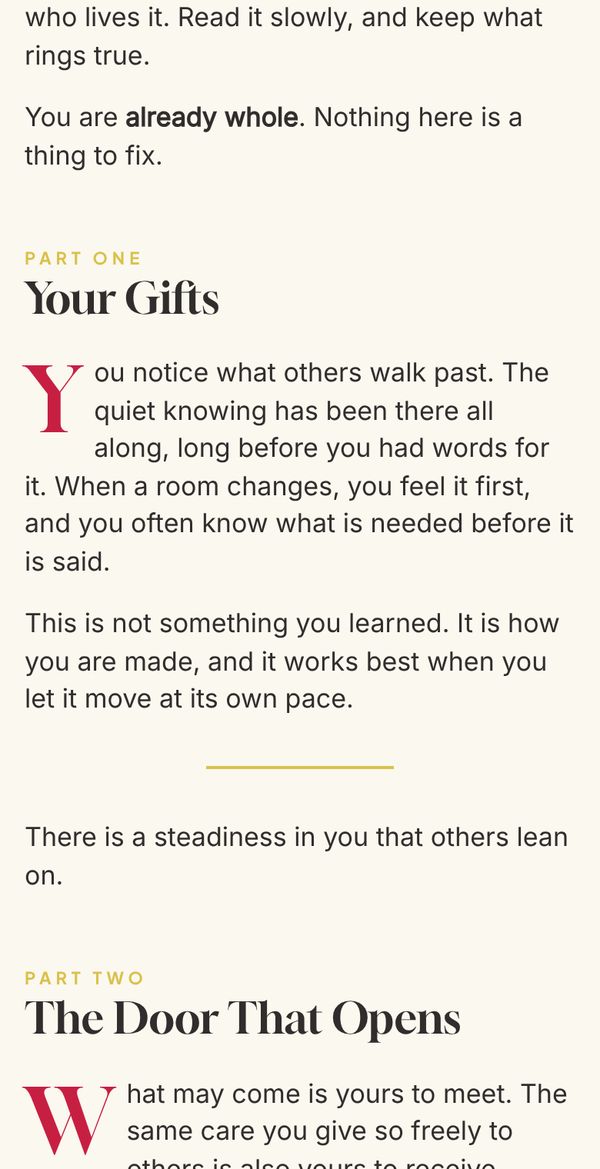 who lives it. Read it slowly, and keep what
rings true.
You are already whole. Nothing here is a
thing to fix.
PART ONE
Your Gifts
You notice what others walk past. The
quiet knowing has been there all
along, long before you had words for
it. When a room changes, you feel it first,
and you often know what is needed before it
is said.
This is not something you learned. It is how
you are made, and it works best when you
let it move at its own pace.
There is a steadiness in you that others lean
on.
PART TWO
The Door That Opens
What may come is yours to meet. The
same care you give so freely to
others is also yours to receive